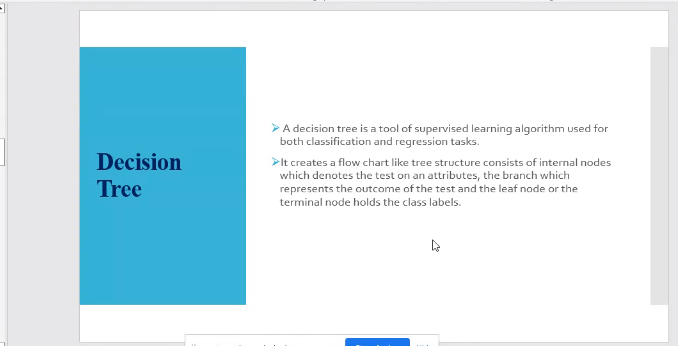 Decision
Tree
A decision tree is a tool of supervised learning algorithm used for
both classification and regression tasks.
It creates a flow chart like tree structure consists of internal nodes
which denotes the test on an attributes, the branch which
represents the outcome of the test and the leaf node or the
terminal node holds the class labels.